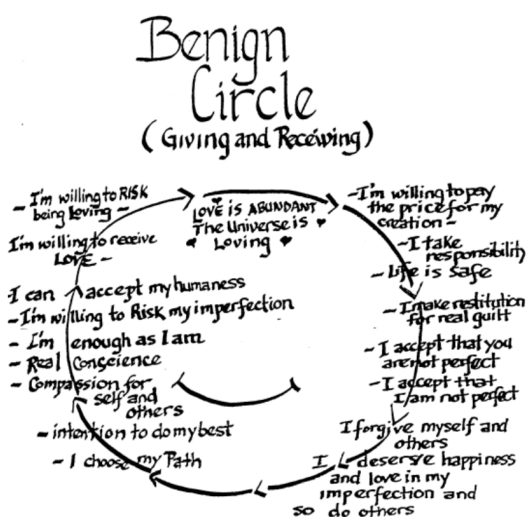 Benign
Circle
(Giving and Receiving)
LOVE is ABUNDANT
The Universe is
Loving
-I'm willing to pay
the price for my
creation-
-I take
responsibility
-Life is safe
-I make restitution
for real guilt
-I accept that you
are not perfect
-I accept that
I am not perfect
I forgive myself and
others
I deserve happiness
and love in my
imperfection and
so do others
-I choose my Path
-intention to do my best
-Compassion for
self and
others
-Real Conscience
-I'm enough as I am
-I'm willing to Risk my imperfection
-I can accept my humaness
I'm willing to receive
LOVE-
-I'm willing to RISK
being Loving-